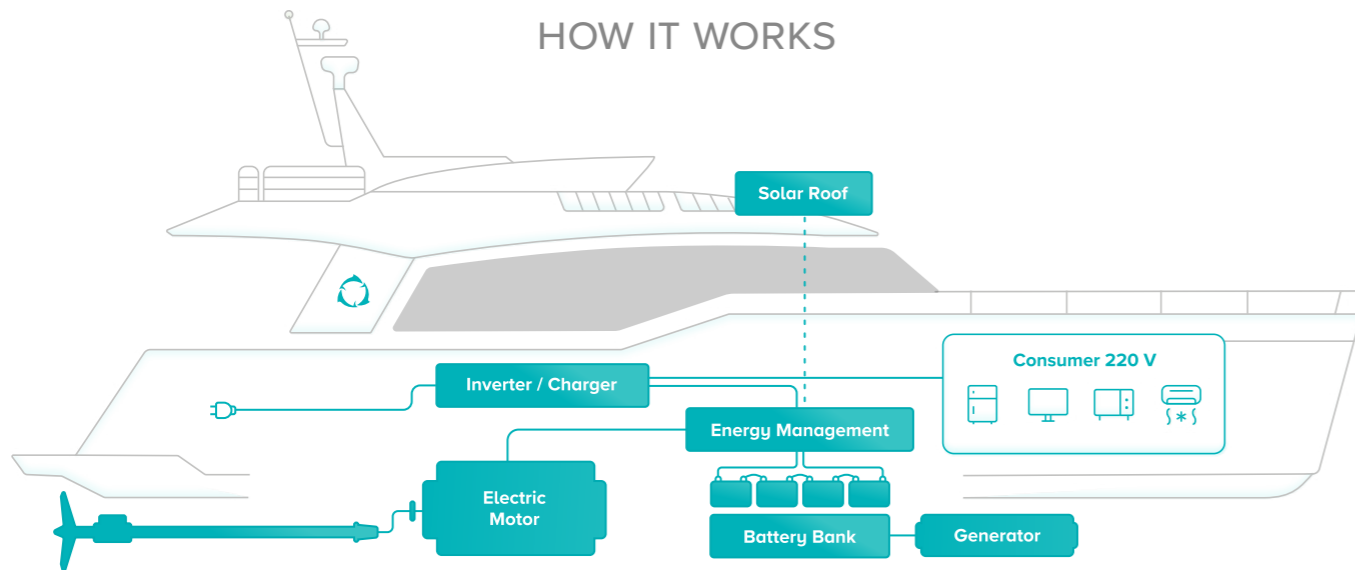 HOW IT WORKS
Solar Roof
Consumer 220 V
Inverter / Charger
Energy Management
Electric
Motor
Battery Bank
Generator